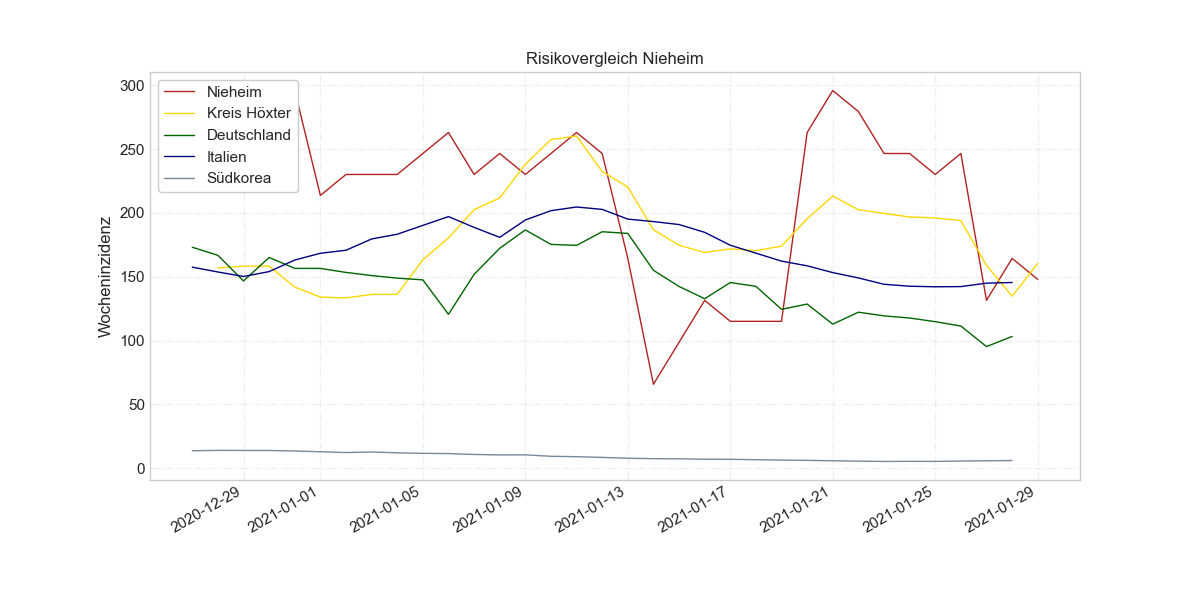 Risikovergleich Nieheim
Nieheim
Kreis Höxter
Deutschland
Italien
Südkorea
Wocheninzidenz
300
250
200
150
100
50
0
2020-12-29
2021-01-01
2021-01-05
2021-01-09
2021-01-13
2021-01-17
2021-01-21
2021-01-25
2021-01-29